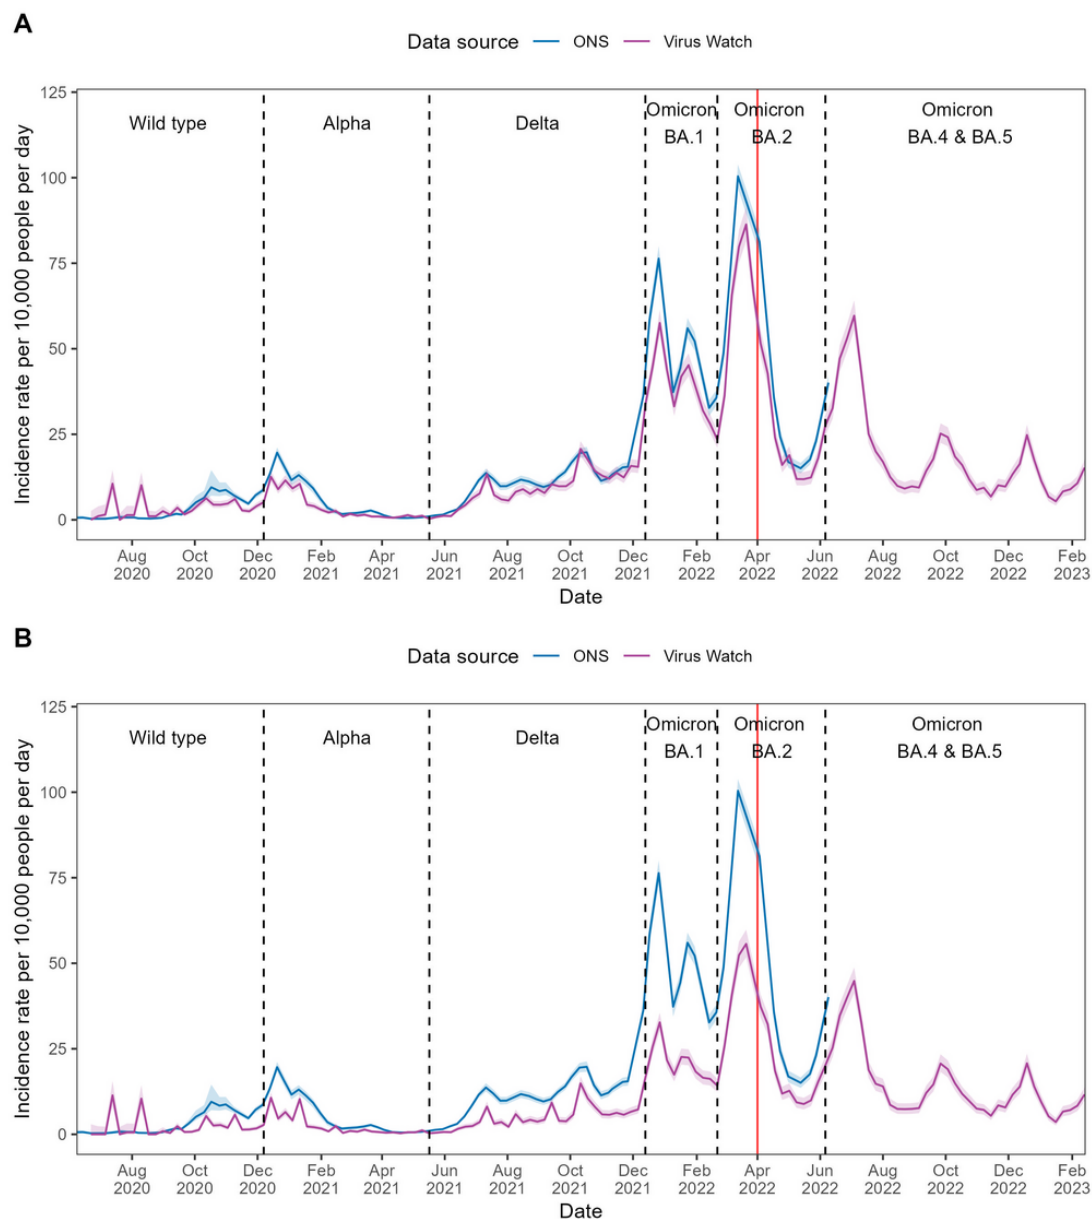 A
Data source ONS Virus Watch
Incidence rate per 10,000 people per day
125
100
75
50
25
0
Wild type
Alpha
Delta
Omicron
BA.1
Omicron
BA.2
Omicron
BA.4 & BA.5
Aug
2020
Oct
2020
Dec
2020
Feb
2021
Apr
2021
Jun
2021
Aug
2021
Oct
2021
Dec
2021
Feb
2022
Apr
2022
Jun
2022
Aug
2022
Oct
2022
Dec
2022
Feb
2023
Date
B
Data source ONS Virus Watch
Incidence rate per 10,000 people per day
125
100
75
50
25
0
Wild type
Alpha
Delta
Omicron
BA.1
Omicron
BA.2
Omicron
BA.4 & BA.5
Aug
2020
Oct
2020
Dec
2020
Feb
2021
Apr
2021
Jun
2021
Aug
2021
Oct
2021
Dec
2021
Feb
2022
Apr
2022
Jun
2022
Aug
2022
Oct
2022
Dec
2022
Feb
2023
Date